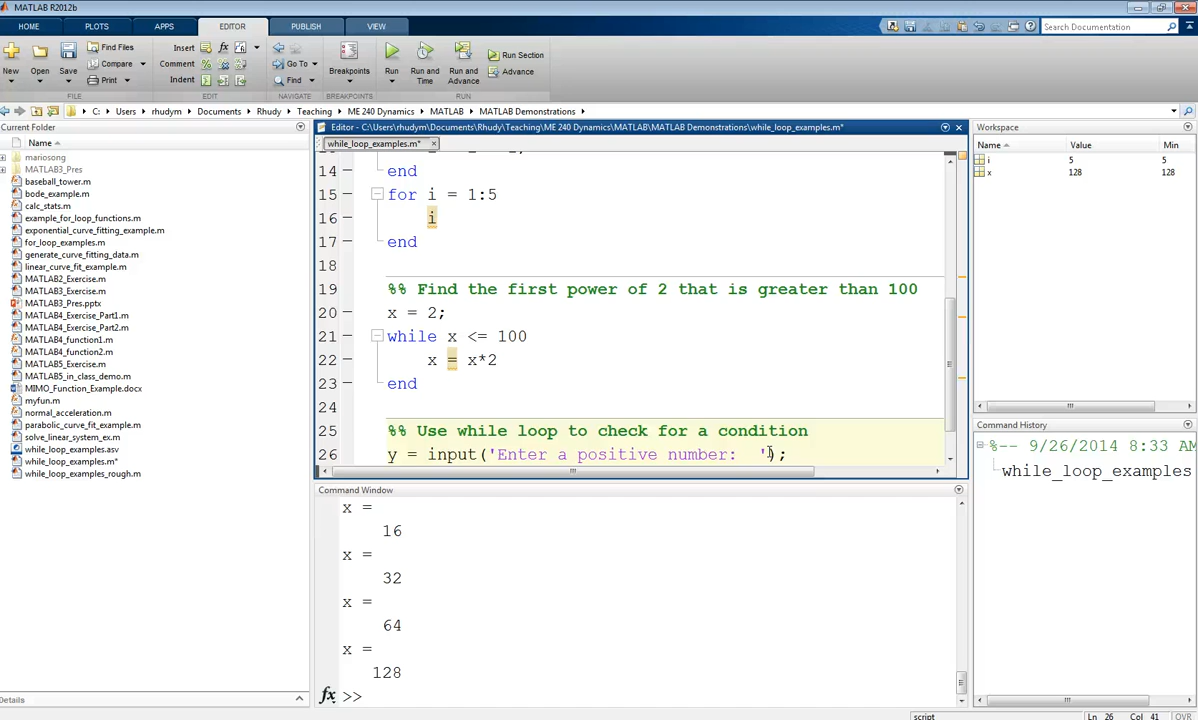 MATLAB R2012b
HOME PLOTS APPS EDITOR PUBLISH VIEW
Search Documentation
New Open Save Find Files Compare Print
Insert Comment Indent
Go To Find
Breakpoints Run Run and Time Run and Advance Run Section Advance
FILE EDIT NAVIGATE BREAKPOINTS RUN
C: Users rhudym Documents Rhudy Teaching ME 240 Dynamics MATLAB MATLAB Demonstrations
Current Folder
Name
mariosong
MATLAB3_Pres
baseball_tower.m
bode_example.m
calc_stats.m
example_for_loop_functions.m
exponential_curve_fitting_example.m
for_loop_examples.m
generate_curve_fitting_data.m
linear_curve_fit_example.m
MATLAB2_Exercise.m
MATLAB3_Exercise.m
MATLAB3_Pres.pptx
MATLAB4_Exercise_Part1.m
MATLAB4_Exercise_Part2.m
MATLAB4_function1.m
MATLAB4_function2.m
MATLAB5_Exercise.m
MATLAB5_in_class_demo.m
MIMO_Function_Example.docx
myfun.m
normal_acceleration.m
parabolic_curve_fit_example.m
solve_linear_system_ex.m
while_loop_examples.asv
while_loop_examples.m*
while_loop_examples_rough.m
Details
Editor - C:\Users\rhudym\Documents\Rhudy\Teaching\ME 240 Dynamics\MATLAB\MATLAB Demonstrations\while_loop_examples.m*
while_loop_examples.m*
14 end
15 for i = 1:5
16 i
17 end
18
19 %% Find the first power of 2 that is greater than 100
20 x = 2;
21 while x <= 100
22 x = x*2
23 end
24
25 %% Use while loop to check for a condition
26 y = input('Enter a positive number:  ');
Command Window
x =
16
x =
32
x =
64
x =
128
fx >>
Workspace
Name Value Min
i 5 5
x 128 128
Command History
%-- 9/26/2014 8:33 AM
while_loop_examples
script Ln 26 Col 41 OVR